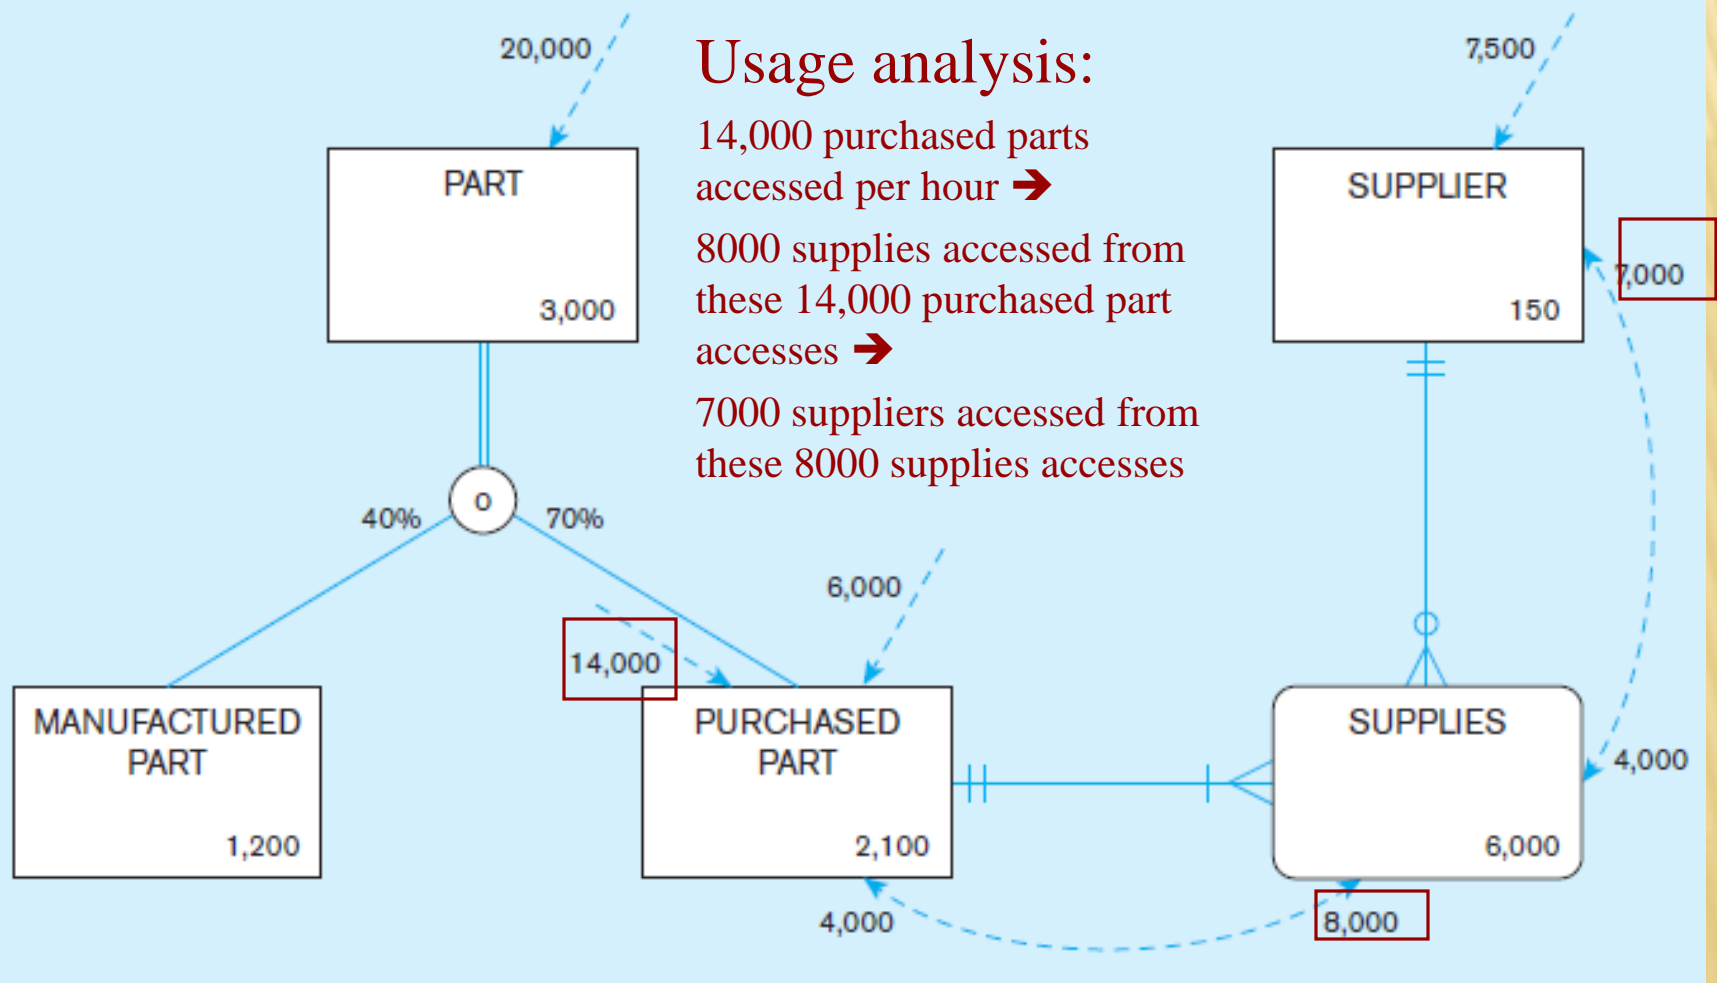 20,000
Usage analysis:
7,500
14,000 purchased parts
accessed per hour ➔
8000 supplies accessed from
these 14,000 purchased part
accesses ➔
7000 suppliers accessed from
these 8000 supplies accesses
PART
3,000
SUPPLIER
150
7,000
o
40%
70%
6,000
14,000
MANUFACTURED
PART
1,200
PURCHASED
PART
2,100
SUPPLIES
6,000
4,000
4,000
8,000